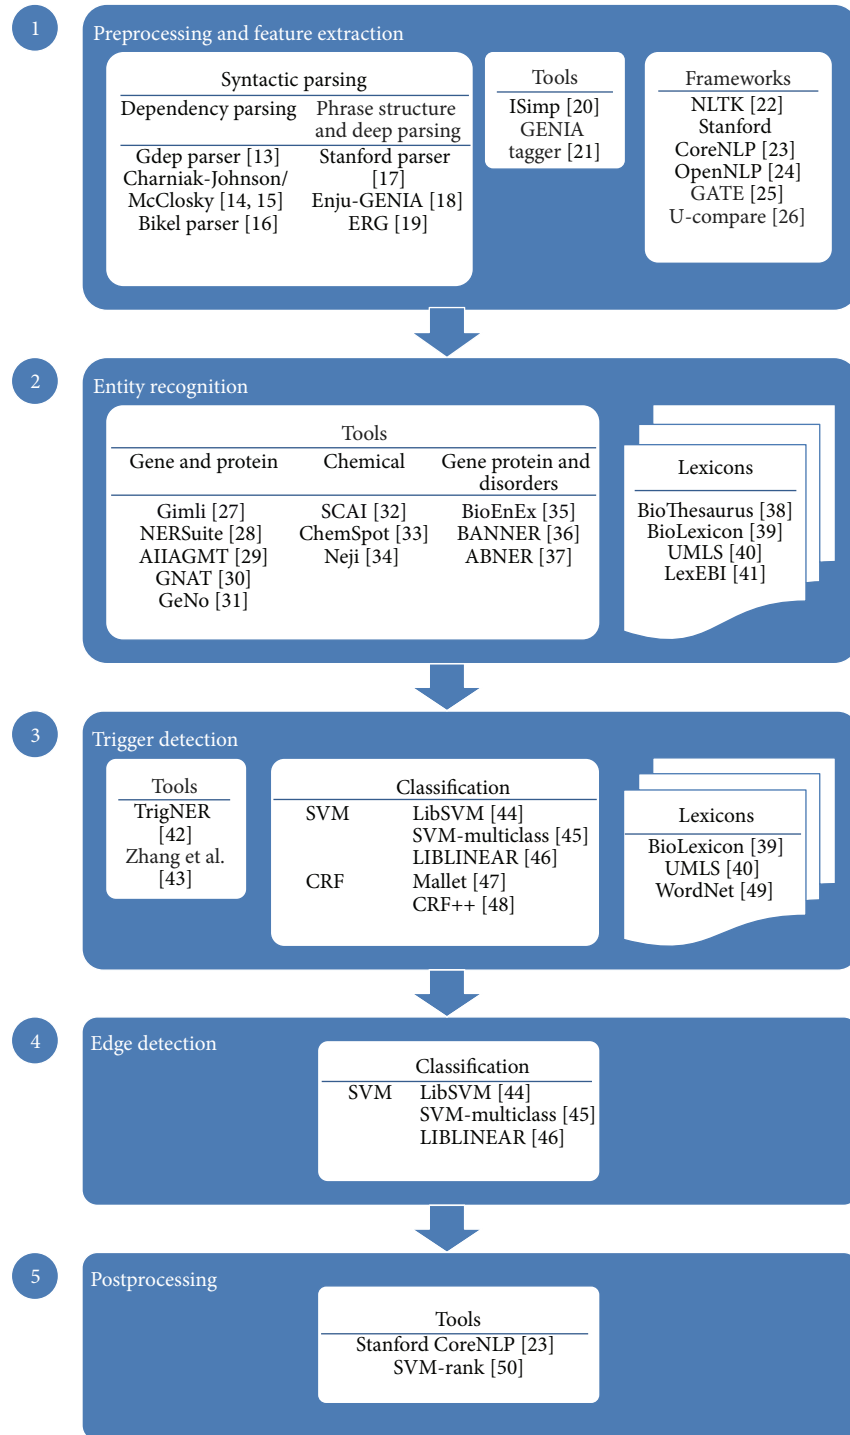 1
Preprocessing and feature extraction
Syntactic parsing
Dependency parsing
Gdep parser [13]
Charniak-Johnson/
McClosky [14, 15]
Bikel parser [16]
Phrase structure
and deep parsing
Stanford parser
[17]
Enju-GENIA [18]
ERG [19]
Tools
ISimp [20]
GENIA
tagger [21]
Frameworks
NLTK [22]
Stanford
CoreNLP [23]
OpenNLP [24]
GATE [25]
U-compare [26]
2
Entity recognition
Tools
Gene and protein
Gimli [27]
NERSuite [28]
AIIAGMT [29]
GNAT [30]
GeNo [31]
Chemical
SCAI [32]
ChemSpot [33]
Neji [34]
Gene protein and
disorders
BioEnEx [35]
BANNER [36]
ABNER [37]
Lexicons
BioThesaurus [38]
BioLexicon [39]
UMLS [40]
LexEBI [41]
3
Trigger detection
Tools
TrigNER
[42]
Zhang et al.
[43]
Classification
SVM LibSVM [44]
SVM-multiclass [45]
LIBLINEAR [46]
CRF Mallet [47]
CRF++ [48]
Lexicons
BioLexicon [39]
UMLS [40]
WordNet [49]
4
Edge detection
Classification
SVM LibSVM [44]
SVM-multiclass [45]
LIBLINEAR [46]
5
Postprocessing
Tools
Stanford CoreNLP [23]
SVM-rank [50]